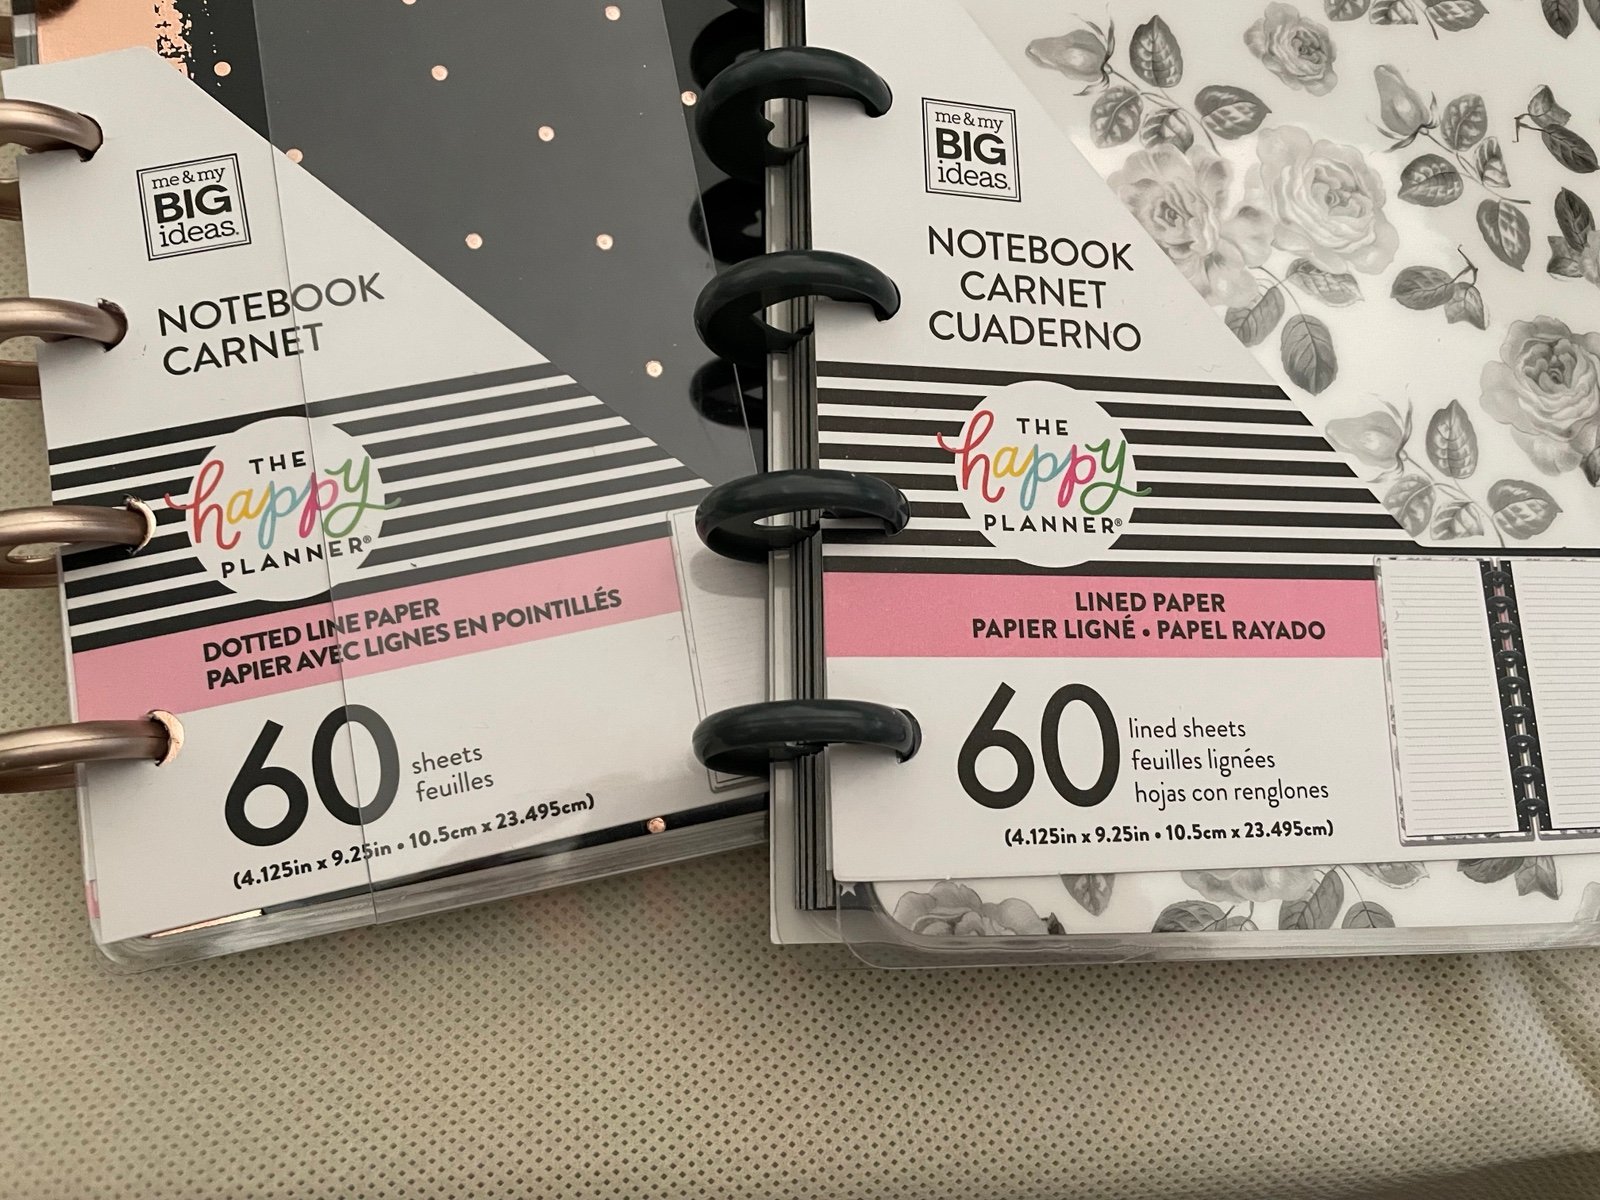 me & my
BIG
ideas.
NOTEBOOK
CARNET
THE
happy
PLANNER®
DOTTED LINE PAPER
PAPIER AVEC LIGNES EN POINTILLÉS
60
sheets
feuilles
(4.125in x 9.25in • 10.5cm x 23.495cm)
me & my
BIG
ideas.
NOTEBOOK
CARNET
CUADERNO
THE
happy
PLANNER®
LINED PAPER
PAPIER LIGNÉ • PAPEL RAYADO
60
lined sheets
feuilles lignées
hojas con renglones
(4.125in x 9.25in • 10.5cm x 23.495cm)